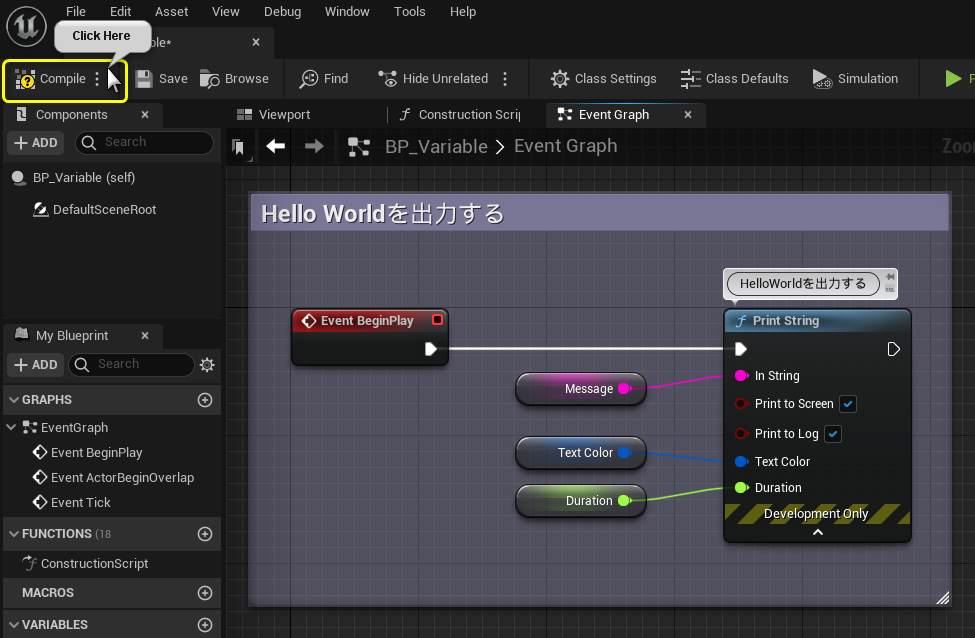 File Edit Asset View Debug Window Tools Help
Click Here
ble*
Compile Save Browse Find Hide Unrelated Class Settings Class Defaults Simulation P
Components Viewport Construction Scrip Event Graph
ADD Search BP_Variable > Event Graph Zoo
BP_Variable (self)
DefaultSceneRoot
Hello Worldを出力する
HelloWorldを出力する
Event BeginPlay Print String
My Blueprint
ADD Search
Message In String
Print to Screen
Print to Log
Text Color Text Color
Duration Duration
Development Only
GRAPHS
EventGraph
Event BeginPlay
Event ActorBeginOverlap
Event Tick
FUNCTIONS (18
ConstructionScript
MACROS
VARIABLES